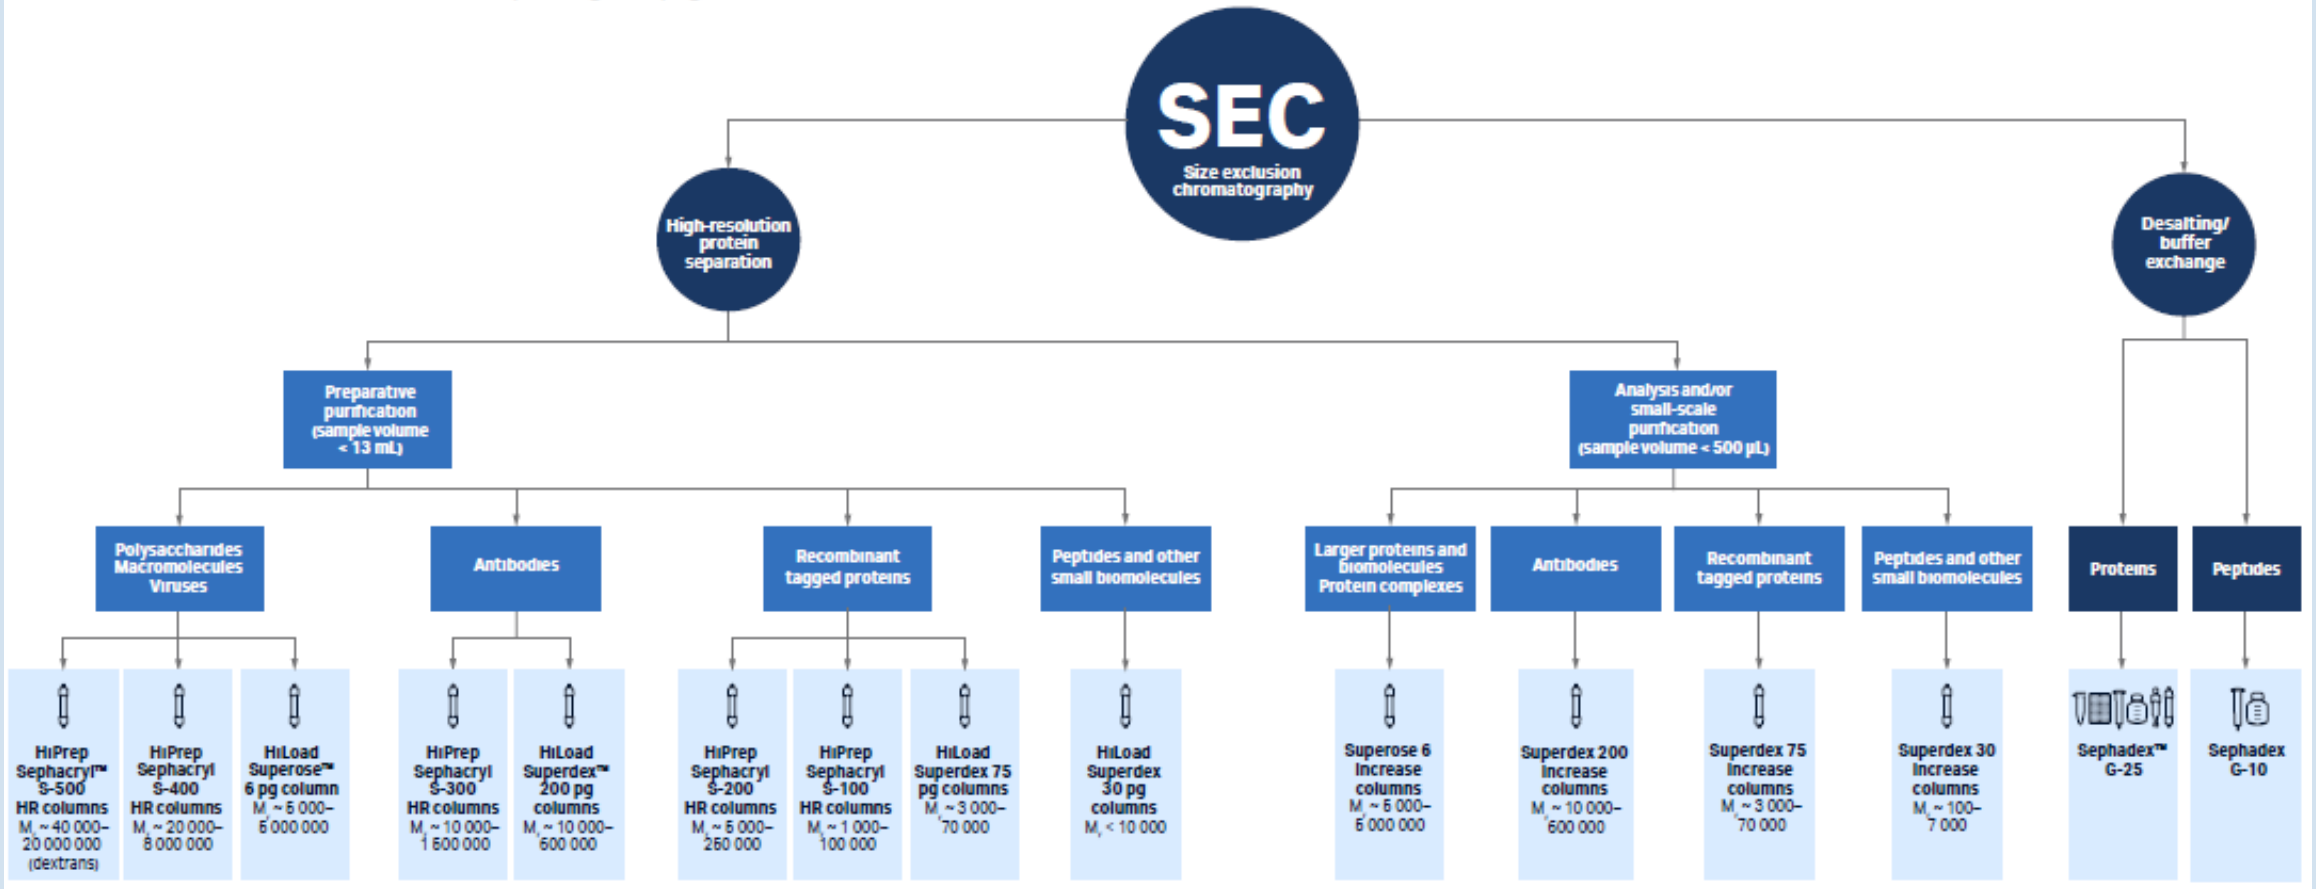 SEC
Size exclusion
chromatography
High-resolution
protein
separation
Desalting/
buffer
exchange
Preparative
purification
(sample volume
< 13 mL)
Analysis and/or
small-scale
purification
(sample volume < 500 µL)
Polysaccharides
Macromolecules
Viruses
Antibodies
Recombinant
tagged proteins
Peptides and other
small biomolecules
Larger proteins and
biomolecules
Protein complexes
Antibodies
Recombinant
tagged proteins
Peptides and other
small biomolecules
Proteins
Peptides
HiPrep
Sephacryl™
S-500
HR columns
Mr ~ 40 000–
20 000 000
(dextrans)
HiPrep
Sephacryl
S-400
HR columns
Mr ~ 20 000–
8 000 000
HiLoad
Superose™
6 pg column
Mr ~ 5 000–
5 000 000
HiPrep
Sephacryl
S-300
HR columns
Mr ~ 10 000–
1 500 000
HiLoad
Superdex™
200 pg
columns
Mr ~ 10 000–
600 000
HiPrep
Sephacryl
S-200
HR columns
Mr ~ 5 000–
250 000
HiPrep
Sephacryl
S-100
HR columns
Mr ~ 1 000–
100 000
HiLoad
Superdex 75
pg columns
Mr ~ 3 000–
70 000
HiLoad
Superdex
30 pg
columns
Mr < 10 000
Superose 6
Increase
columns
Mr ~ 5 000–
5 000 000
Superdex 200
Increase
columns
Mr ~ 10 000–
600 000
Superdex 75
Increase
columns
Mr ~ 3 000–
70 000
Superdex 30
Increase
columns
Mr ~ 100–
7 000
Sephadex™
G-25
Sephadex
G-10